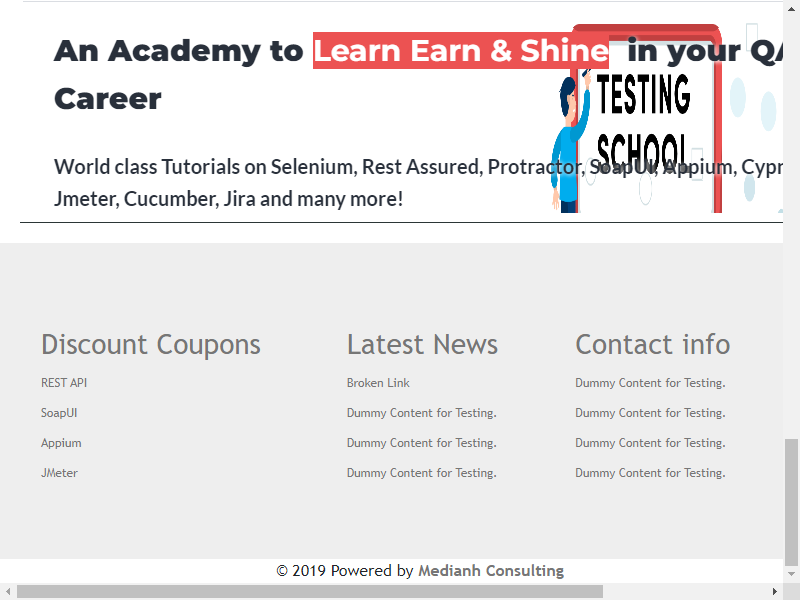 An Academy to Learn Earn & Shine in your
Career
TESTING
SCHOOL
World class Tutorials on Selenium, Rest Assured, Protractor, SoapUI, Appium,
Jmeter, Cucumber, Jira and many more!
Discount Coupons
REST API
SoapUI
Appium
JMeter
Latest News
Broken Link
Dummy Content for Testing.
Dummy Content for Testing.
Dummy Content for Testing.
Contact info
Dummy Content for Testing.
Dummy Content for Testing.
Dummy Content for Testing.
Dummy Content for Testing.
© 2019 Powered by Medianh Consulting